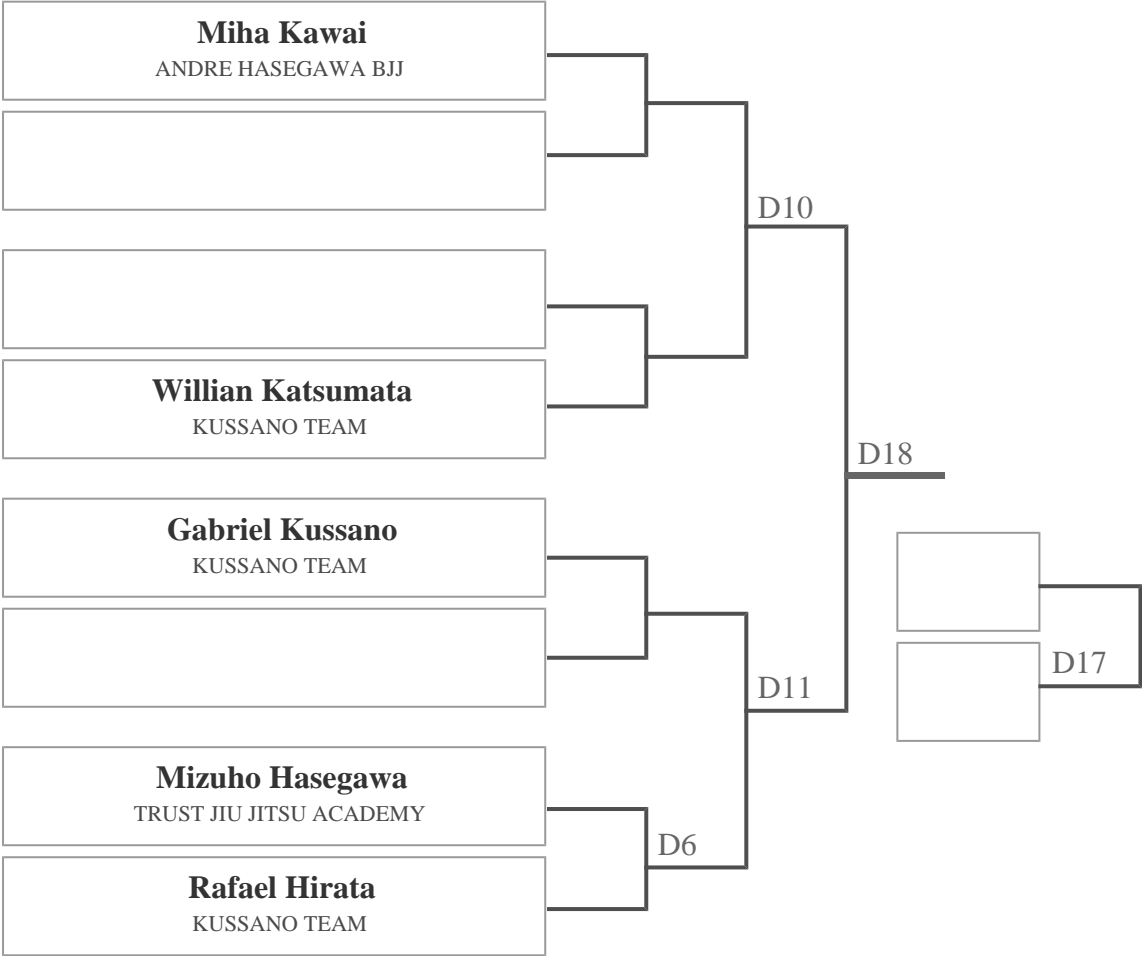 Miha Kawai
ANDRE HASEGAWA BJJ
D10
Willian Katsumata
KUSSANO TEAM
D18
Gabriel Kussano
KUSSANO TEAM
D17
D11
Mizuho Hasegawa
TRUST JIU JITSU ACADEMY
D6
Rafael Hirata
KUSSANO TEAM